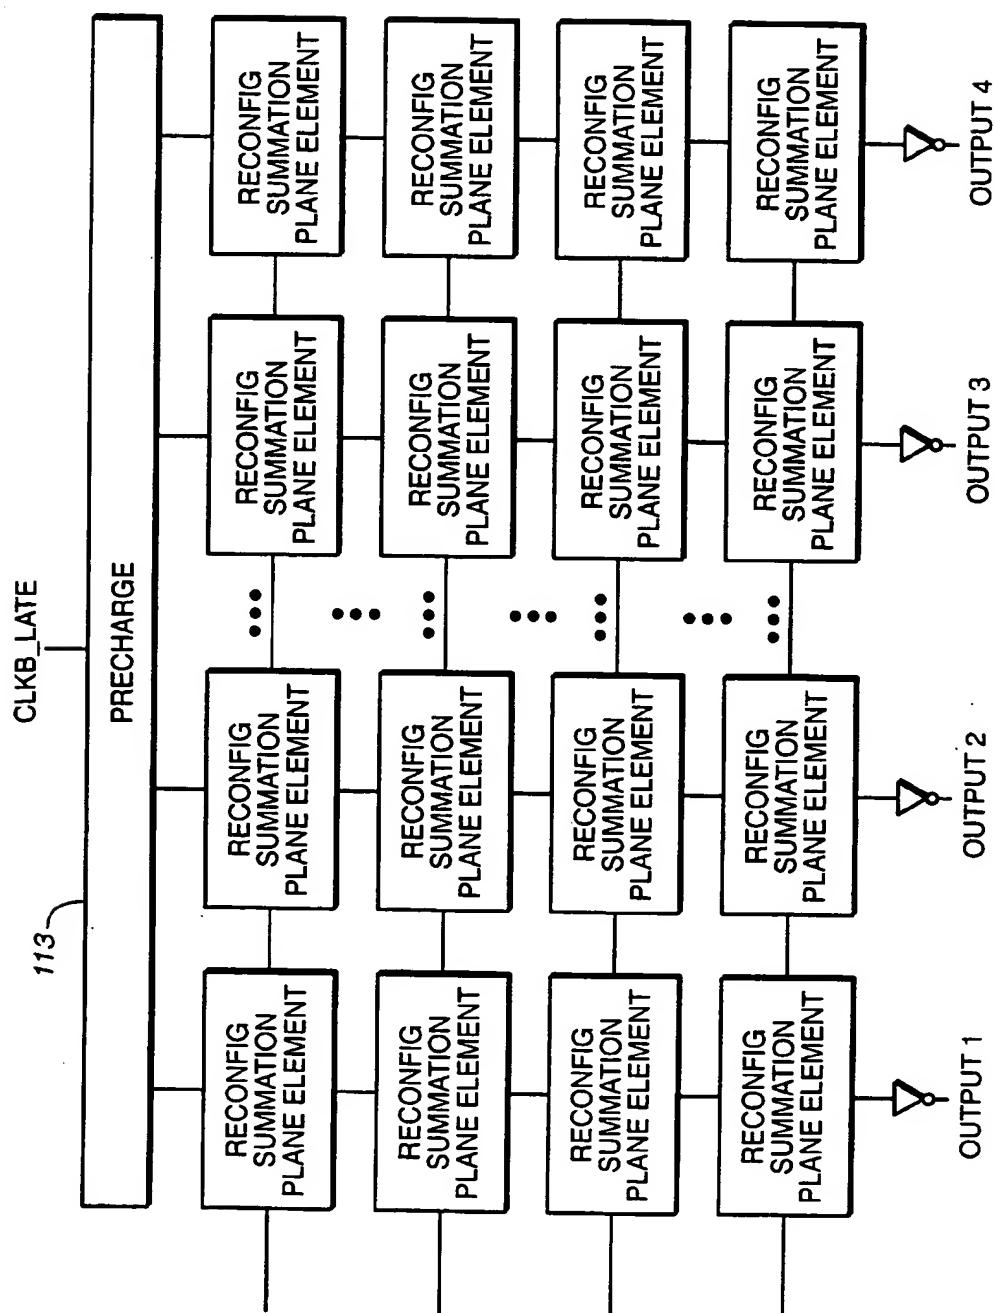 CLKB_LATE
113
PRECHARGE
RECONFIG
SUMMATION
PLANE ELEMENT
RECONFIG
SUMMATION
PLANE ELEMENT
RECONFIG
SUMMATION
PLANE ELEMENT
RECONFIG
SUMMATION
PLANE ELEMENT
RECONFIG
SUMMATION
PLANE ELEMENT
RECONFIG
SUMMATION
PLANE ELEMENT
RECONFIG
SUMMATION
PLANE ELEMENT
RECONFIG
SUMMATION
PLANE ELEMENT
RECONFIG
SUMMATION
PLANE ELEMENT
RECONFIG
SUMMATION
PLANE ELEMENT
RECONFIG
SUMMATION
PLANE ELEMENT
RECONFIG
SUMMATION
PLANE ELEMENT
RECONFIG
SUMMATION
PLANE ELEMENT
RECONFIG
SUMMATION
PLANE ELEMENT
RECONFIG
SUMMATION
PLANE ELEMENT
RECONFIG
SUMMATION
PLANE ELEMENT
OUTPUT 1
OUTPUT 2
OUTPUT 3
OUTPUT 4